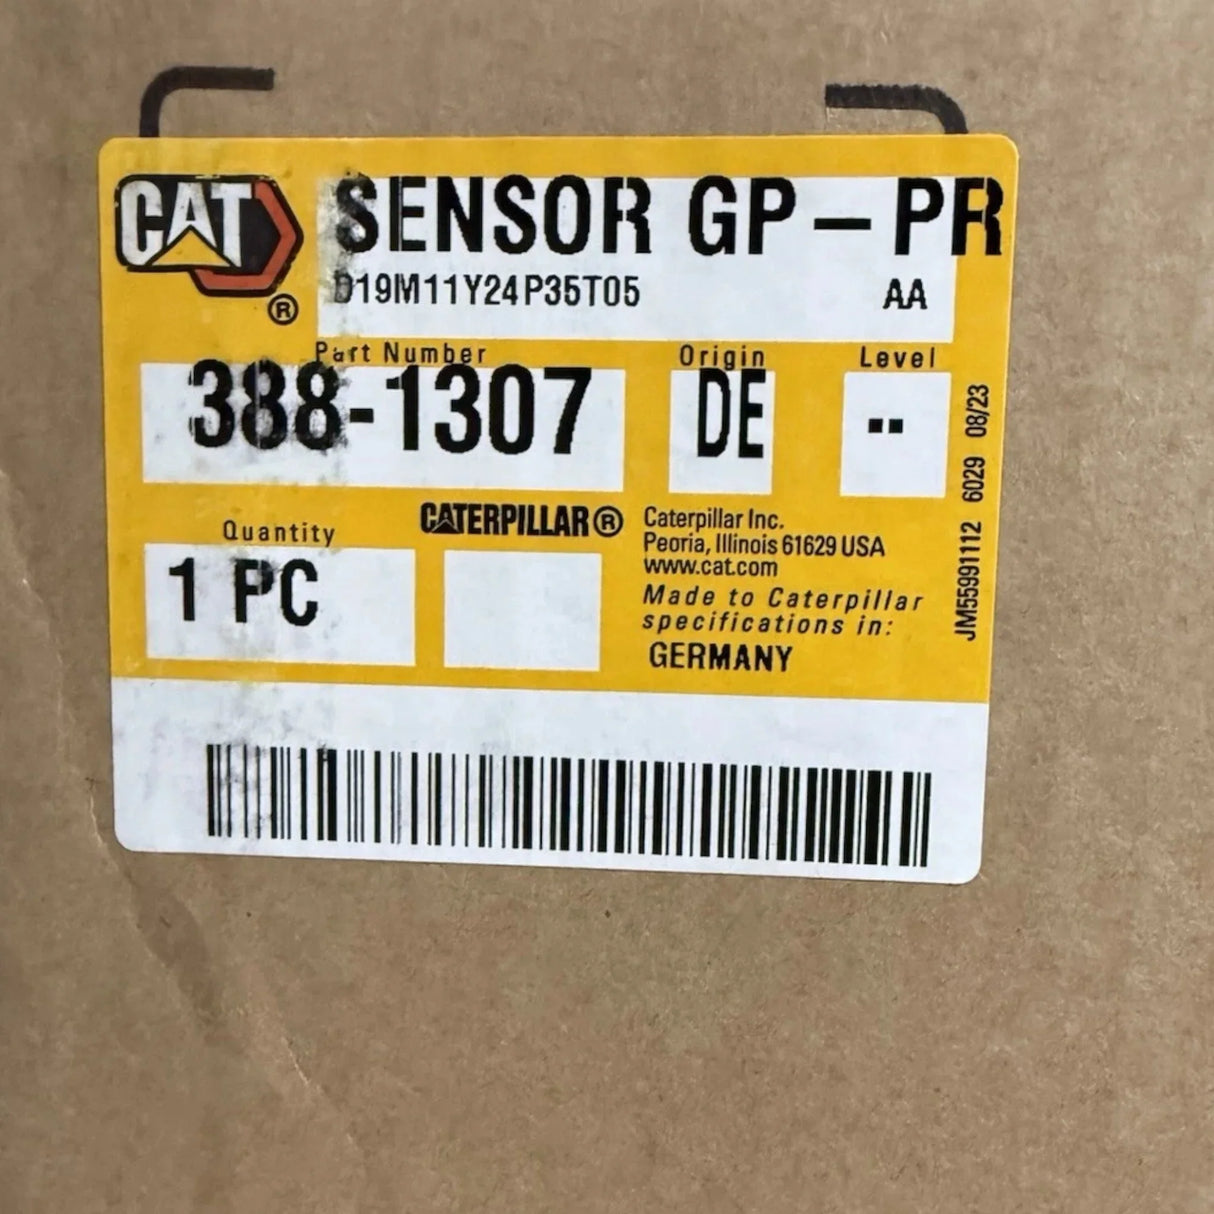 CAT
®
SENSOR GP - PR
D19M11Y24P35T05 AA
Part Number Origin Level
388-1307 DE --
Quantity
1 PC
CATERPILLAR®
Caterpillar Inc.
Peoria, Illinois 61629 USA
www.cat.com
Made to Caterpillar
specifications in:
GERMANY
JM55991112 6029 08/23